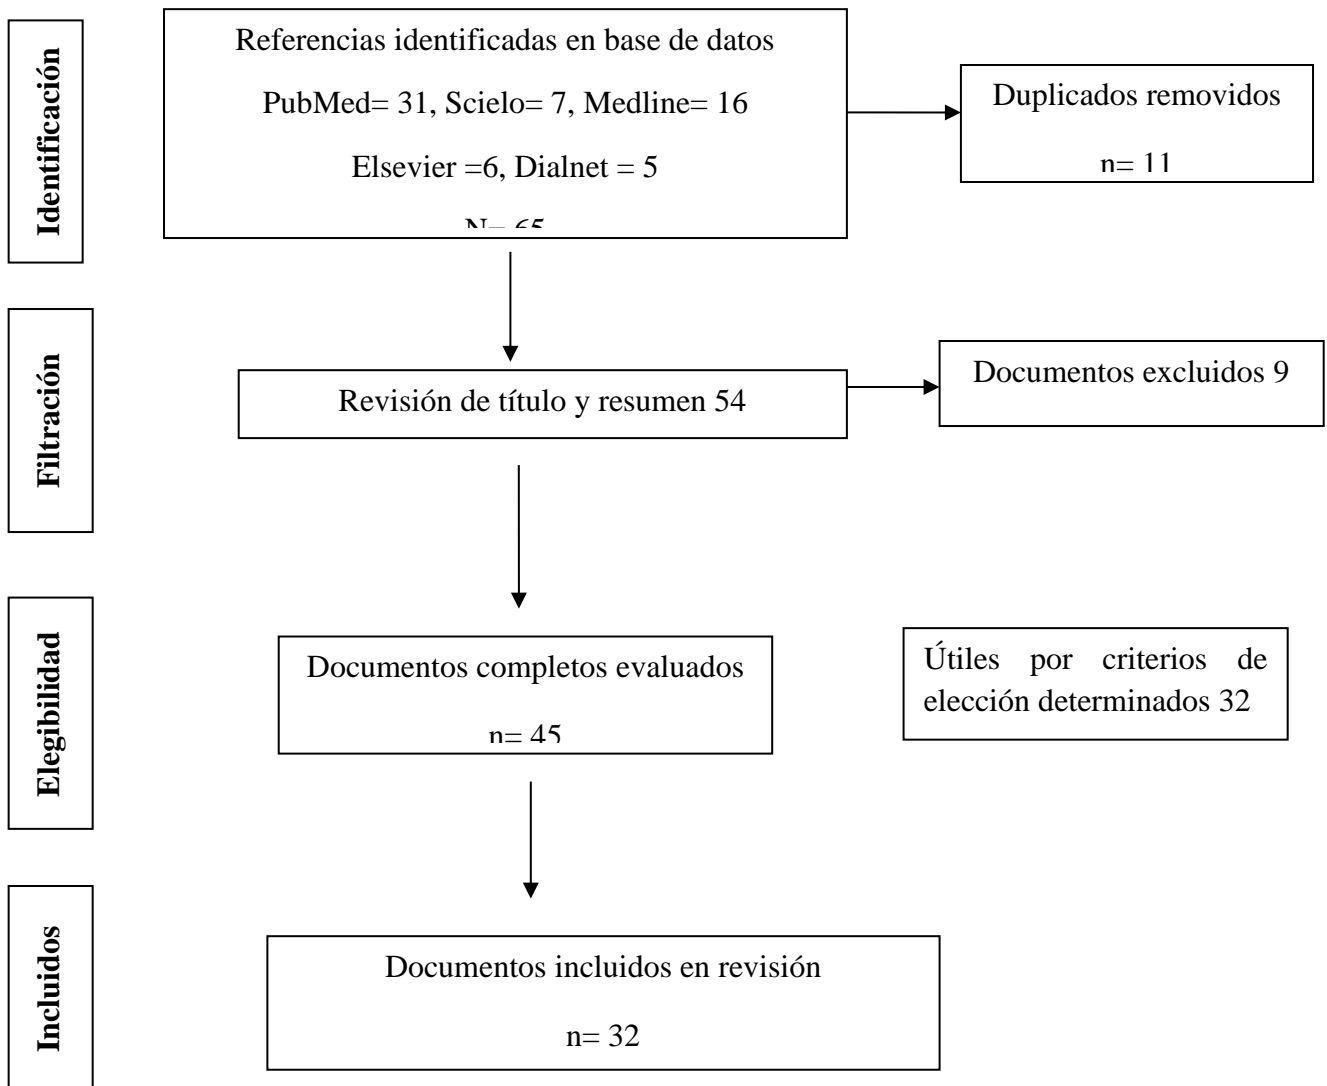 Identificación
Referencias identificadas en base de datos
PubMed= 31, Scielo= 7, Medline= 16
Elsevier =6, Dialnet = 5
N= 65
Duplicados removidos
n= 11
Filtración
Revisión de título y resumen 54
Documentos excluidos 9
Elegibilidad
Documentos completos evaluados
n= 45
Útiles por criterios de
elección determinados 32
Incluidos
Documentos incluidos en revisión
n= 32